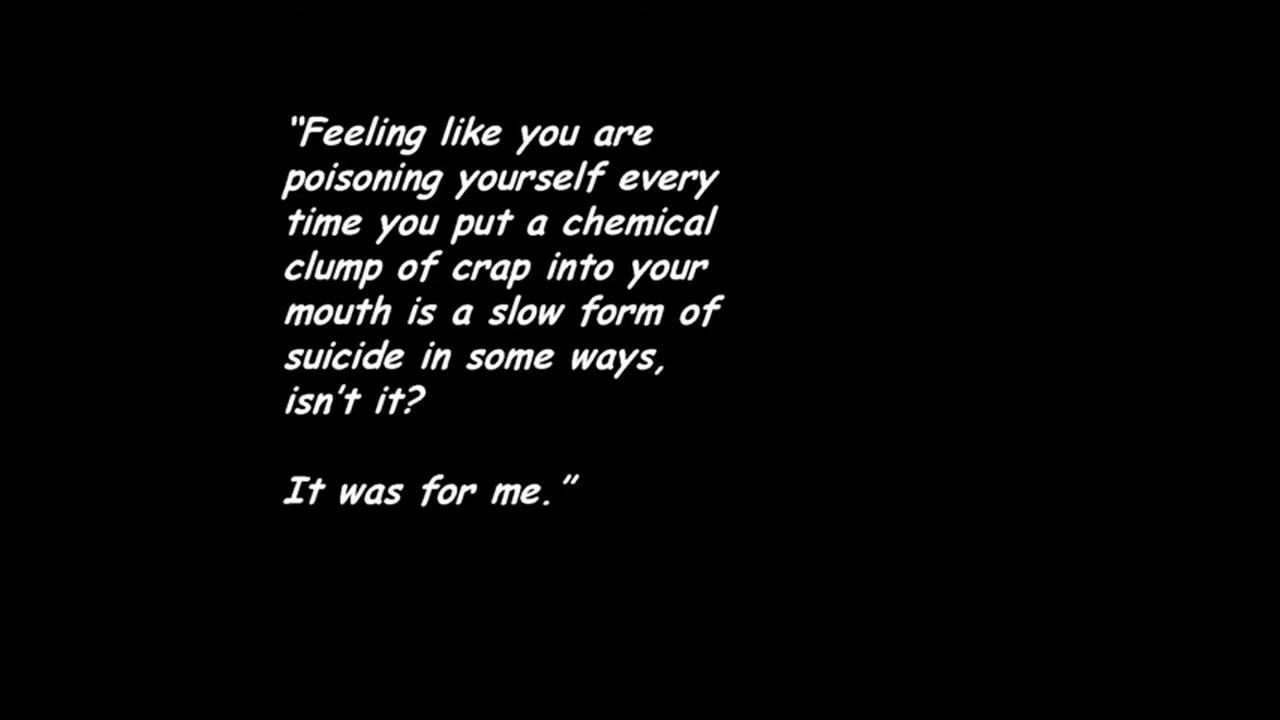 "Feeling like you are
poisoning yourself every
time you put a chemical
clump of crap into your
mouth is a slow form of
suicide in some ways,
isn't it?
It was for me.”